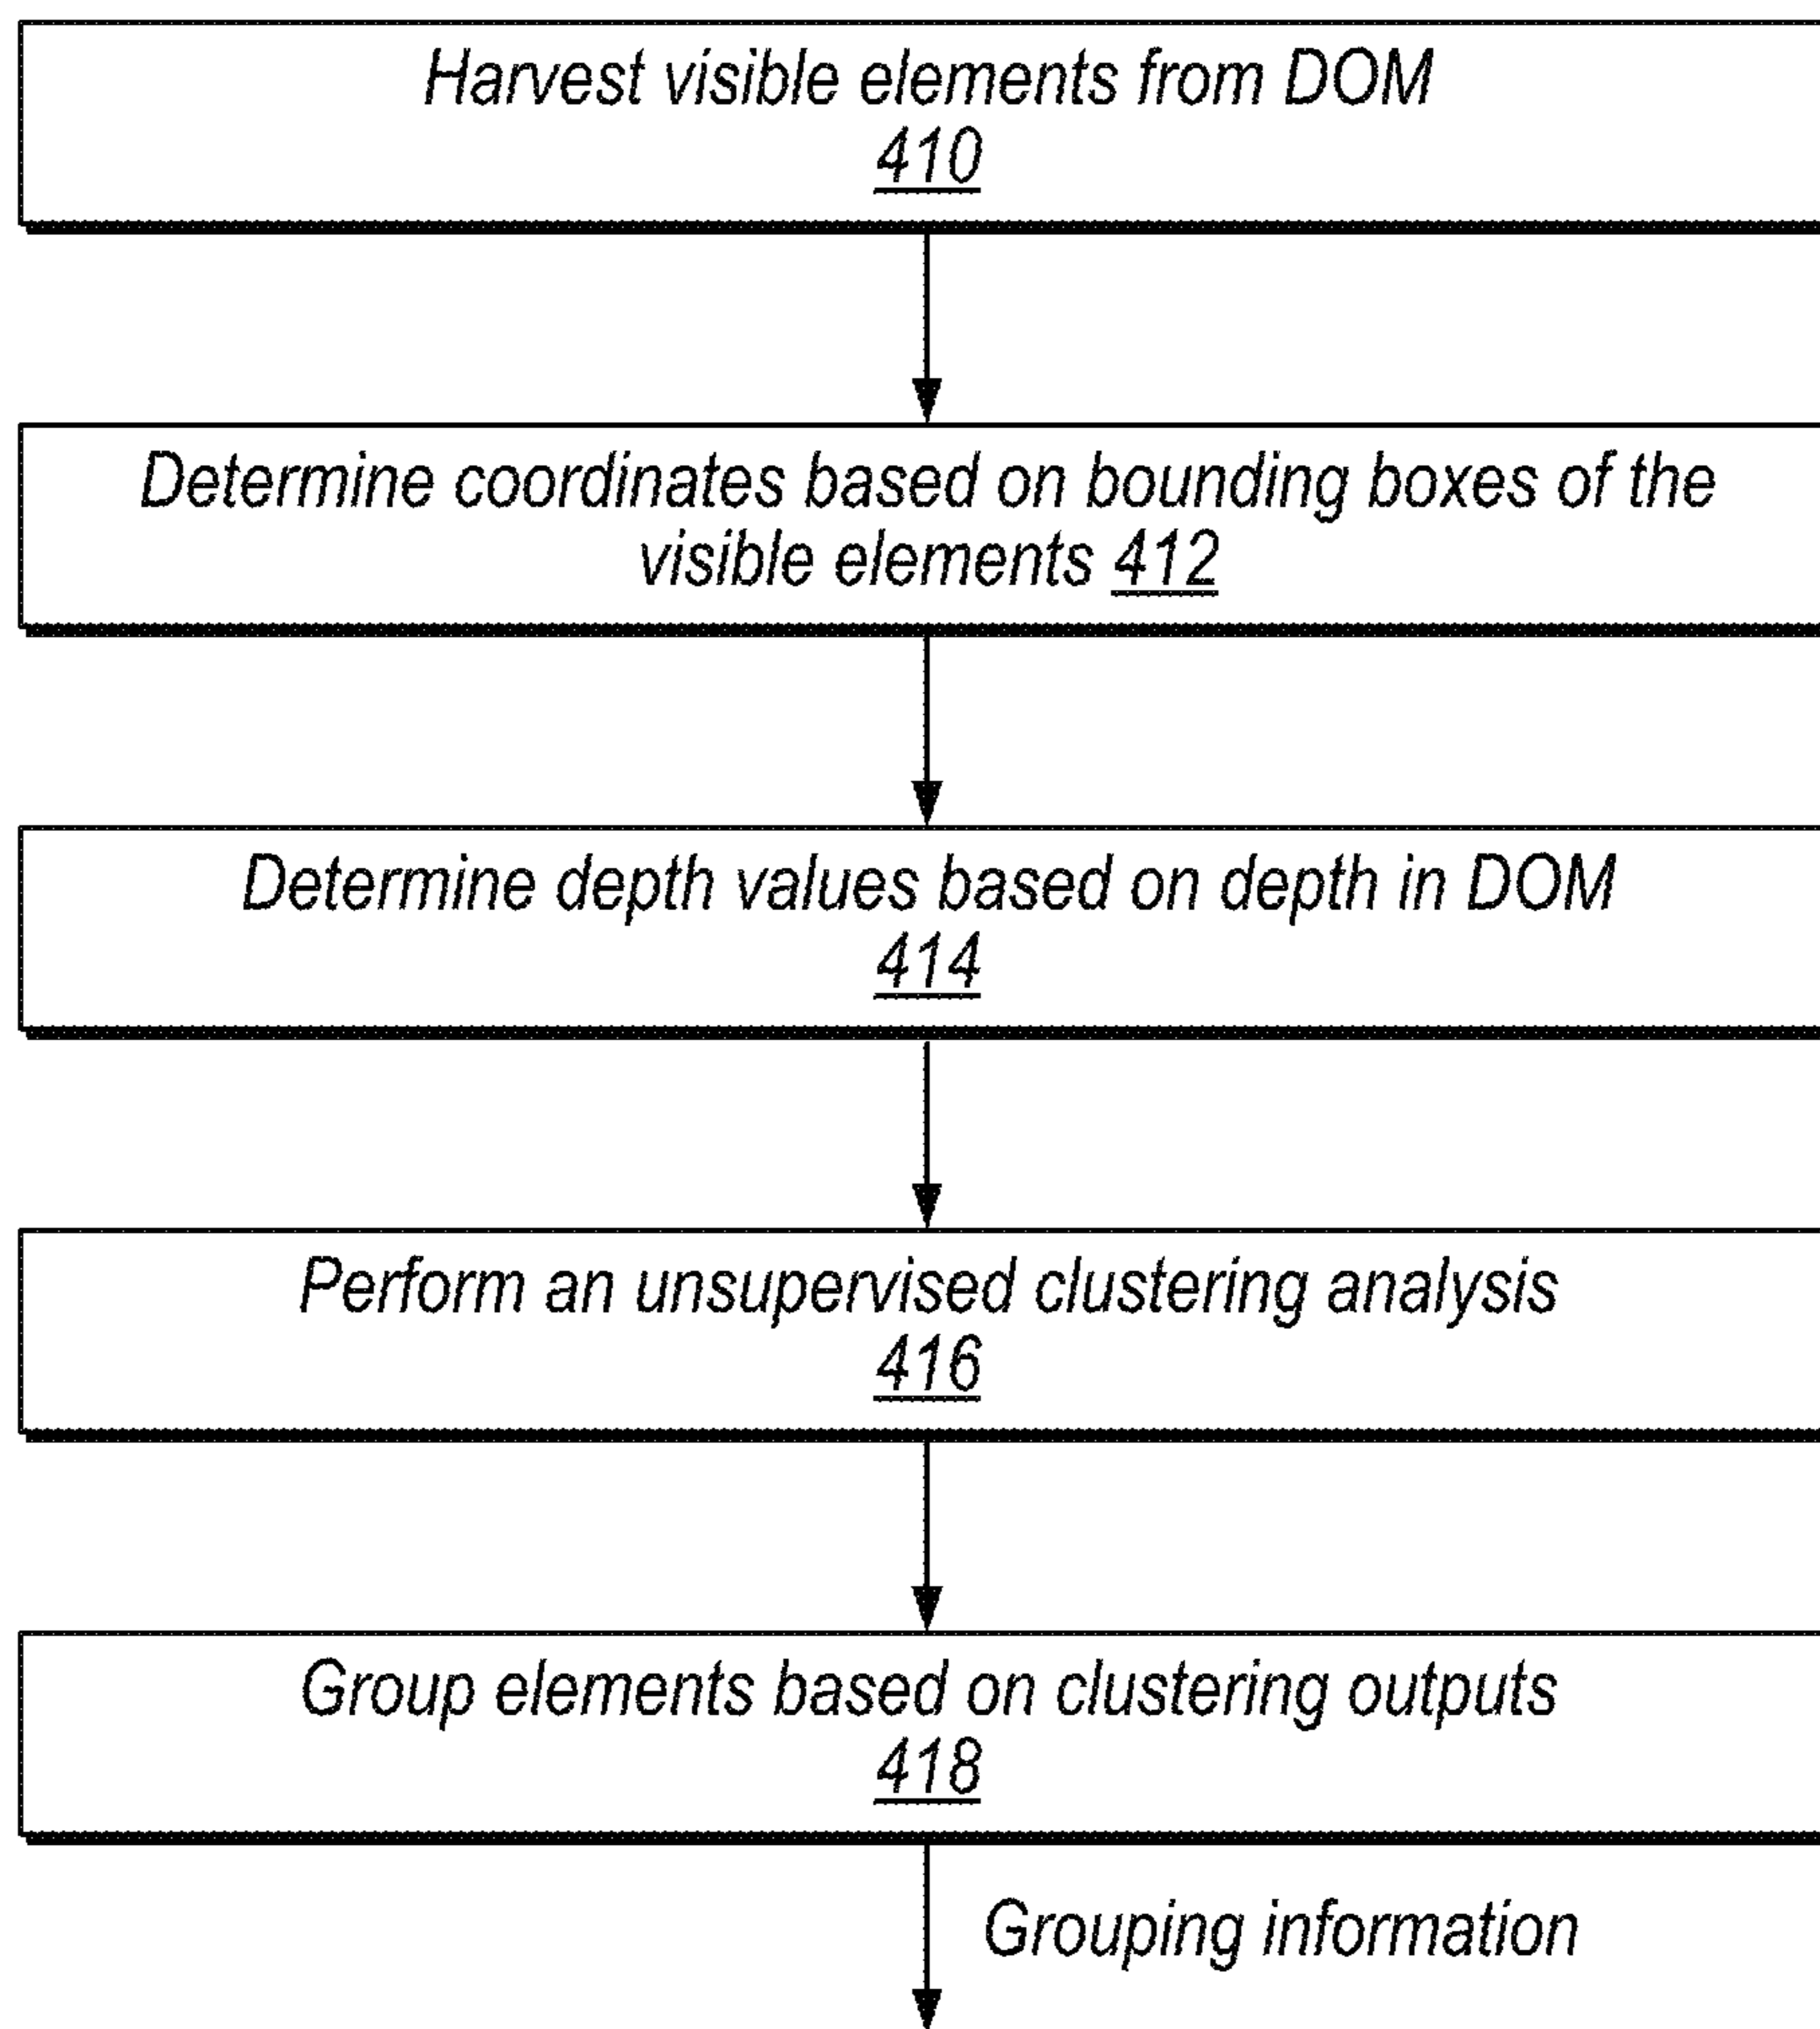 Harvest visible elements from DOM
410
Determine coordinates based on bounding boxes of the
visible elements 412
Determine depth values based on depth in DOM
414
Perform an unsupervised clustering analysis
416
Group elements based on clustering outputs
418
Grouping information